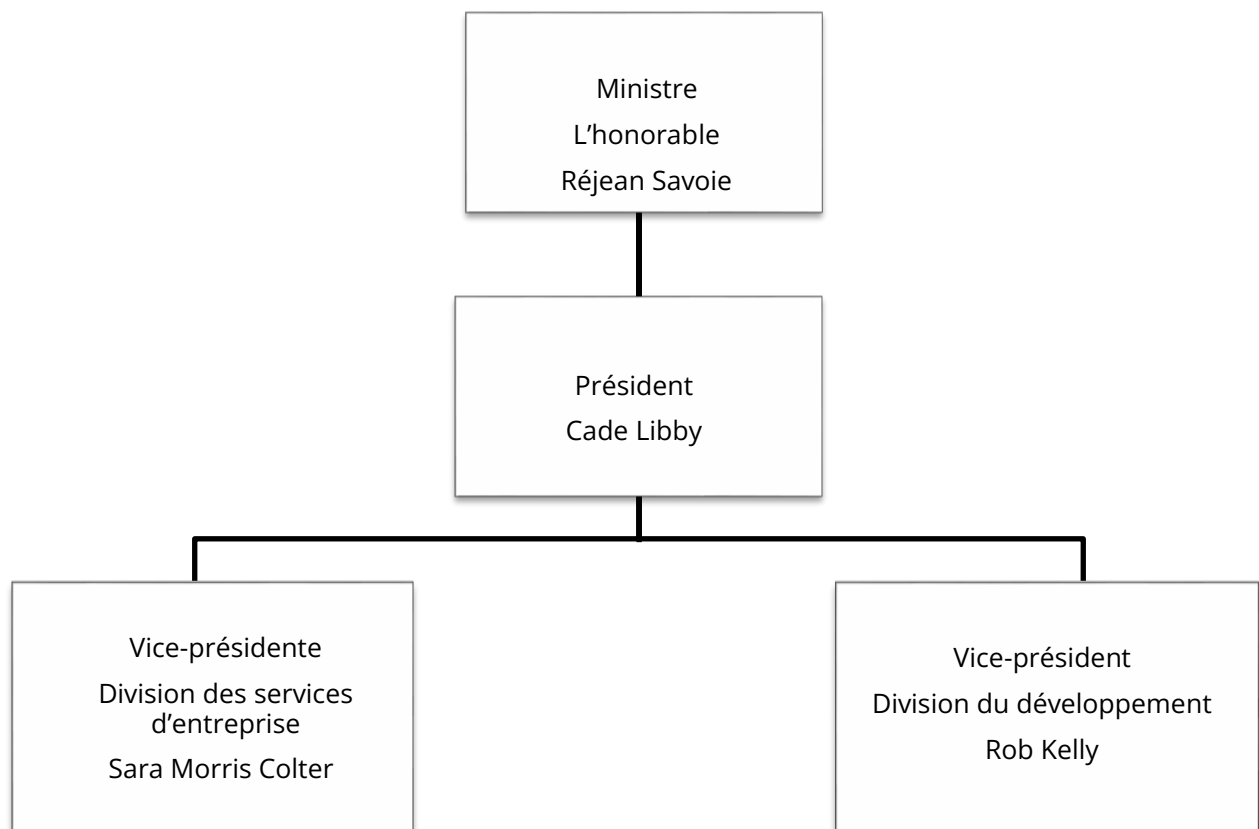 Ministre
L’honorable
Réjean Savoie
Président
Cade Libby
Vice-présidente
Division des services
d’entreprise
Sara Morris Colter
Vice-président
Division du développement
Rob Kelly